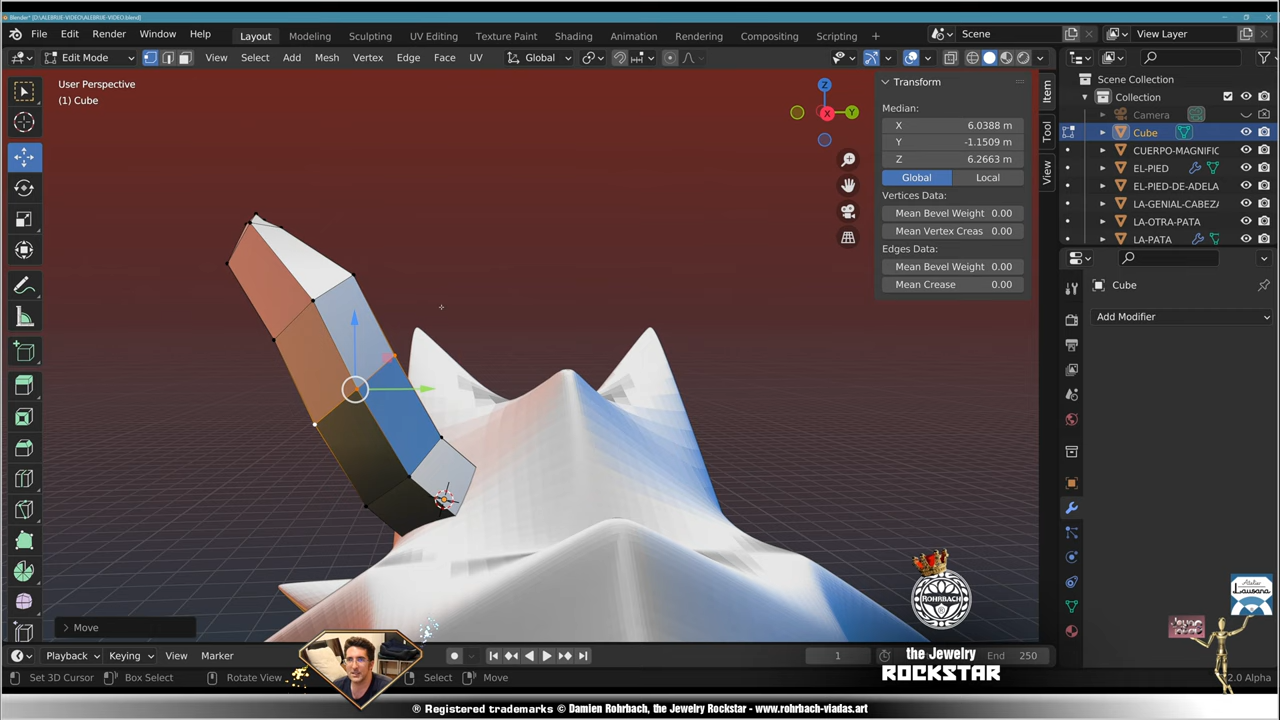 Blender* [D:\ALEBRIJE-VIDEO\ALEBRIJE-VIDEO.blend]
File Edit Render Window Help Layout Modeling Sculpting UV Editing Texture Paint Shading Animation Rendering Compositing Scripting Scene View Layer
Edit Mode View Select Add Mesh Vertex Edge Face UV Global
User Perspective
(1) Cube
Z
X
Y
Transform
Median:
X 6.0388 m
Y -1.1509 m
Z 6.2663 m
Global Local
Vertices Data:
Mean Bevel Weight 0.00
Mean Vertex Creas 0.00
Edges Data:
Mean Bevel Weight 0.00
Mean Crease 0.00
Item
Tool
View
Scene Collection
Collection
Camera
Cube
CUERPO-MAGNIFIC
EL-PIED
EL-PIED-DE-ADELA
LA-GENIAL-CABEZA
LA-OTRA-PATA
LA-PATA
Cube
Add Modifier
Move
ROHRBACH
Atelier
Lausana
Playback Keying View Marker 1 End 250
the Jewelry
ROCKSTAR
Set 3D Cursor Box Select Rotate View Select Move 2.0 Alpha
® Registered trademarks © Damien Rohrbach, the Jewelry Rockstar - www.rohrbach-viadas.art